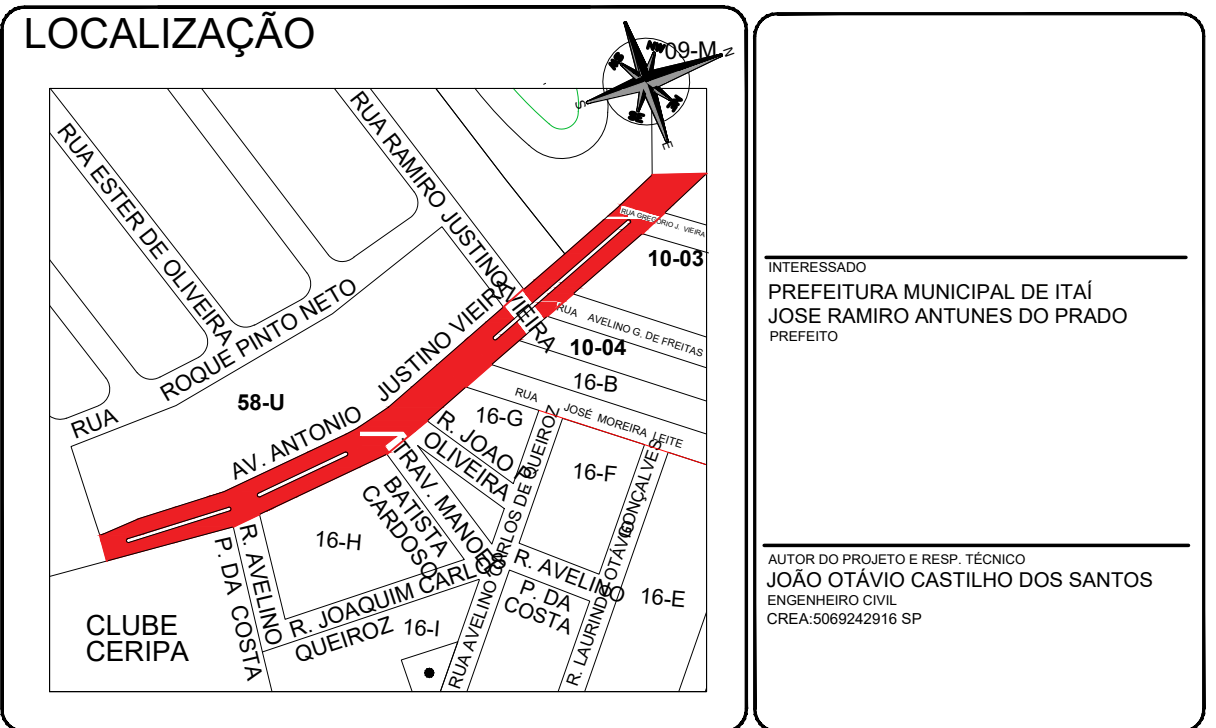 LOCALIZAÇÃO
09-M
N
NW
S
SE
NE
E
RUA ESTER DE OLIVEIRA
RUA RAMIRO JUSTINO VIEIRA
RUA GREGÓRIO J. VIEIRA
10-03
RUA ROQUE PINTO NETO
AV. ANTONIO JUSTINO VIEIRA
RUA AVELINO G. DE FREITAS
10-04
16-B
58-U
RUA JOSÉ MOREIRA LEITE
16-G
R. JOAO P.
OLIVEIRA
16-F
TRAV. MANOEL
BATISTA
CARDOSO
16-H
R. AVELINO
P. DA COSTA
R. JOAQUIM CARLOS
QUEIROZ
16-I
RUA AVELINO CARLOS DE QUEIROZ
R. AVELINO
P. DA
COSTA
R. LAURINDO OTÁVIO GONÇALVES
16-E
CLUBE
CERIPA
INTERESSADO
PREFEITURA MUNICIPAL DE ITAÍ
JOSE RAMIRO ANTUNES DO PRADO
PREFEITO
AUTOR DO PROJETO E RESP. TÉCNICO
JOÃO OTÁVIO CASTILHO DOS SANTOS
ENGENHEIRO CIVIL
CREA:5069242916 SP